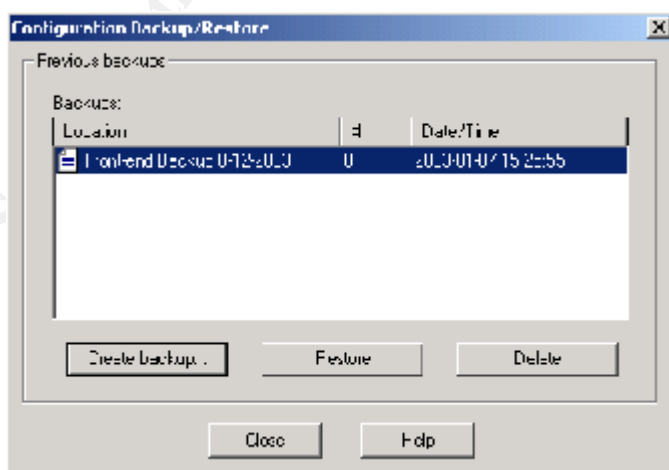 Configuration Backup/Restore
Previous backups
Backups:
Location # Date/Time
Front-end Backup
Create backup...
Restore
Delete
Close
Help